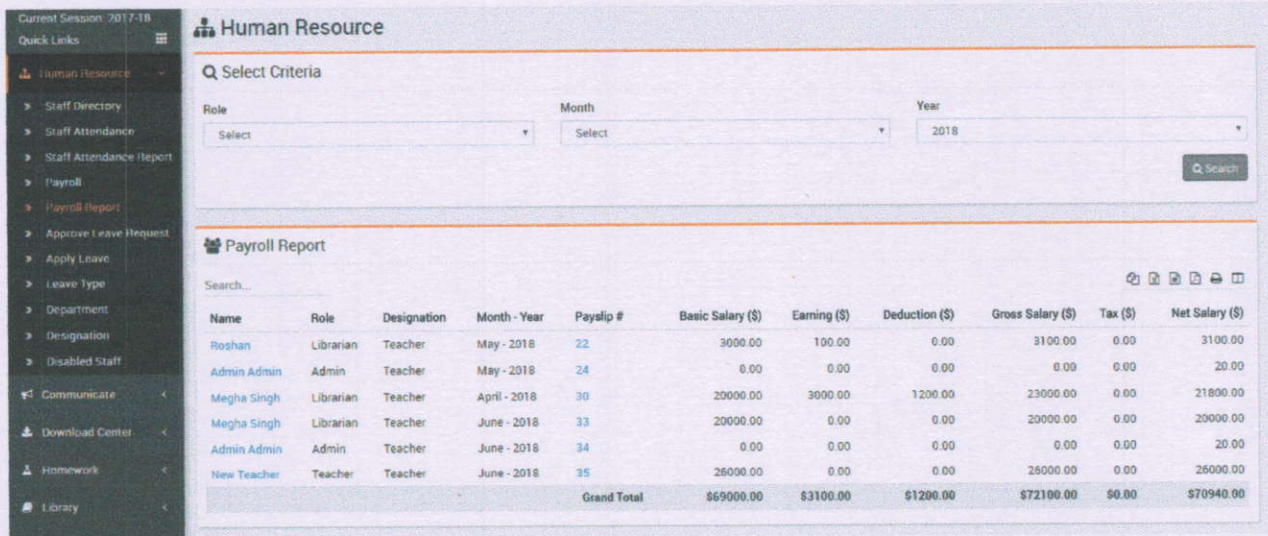 Current Session: 2017-18
Quick Links
Human Resource
Staff Directory
Staff Attendance
Staff Attendance Report
Payroll
Payroll Report
Approve Leave Request
Apply Leave
Leave Type
Department
Designation
Disabled Staff
Communicate
Download Center
Homework
Library
Human Resource
Select Criteria
Role Month Year
Select Select 2018
Search
Payroll Report
Search...
Name Role Designation Month - Year Payslip # Basic Salary ($) Earning ($) Deduction ($) Gross Salary ($) Tax ($) Net Salary ($)
Roshan Librarian Teacher May - 2018 22 3000.00 100.00 0.00 3100.00 0.00 3100.00
Admin Admin Admin Teacher May - 2018 24 0.00 0.00 0.00 0.00 0.00 20.00
Megha Singh Librarian Teacher April - 2018 30 20000.00 3000.00 1200.00 23000.00 0.00 21800.00
Megha Singh Librarian Teacher June - 2018 33 20000.00 0.00 0.00 20000.00 0.00 20000.00
Admin Admin Admin Teacher June - 2018 34 0.00 0.00 0.00 0.00 0.00 20.00
New Teacher Teacher Teacher June - 2018 35 26000.00 0.00 0.00 26000.00 0.00 26000.00
Grand Total $69000.00 $3100.00 $1200.00 $72100.00 $0.00 $70940.00